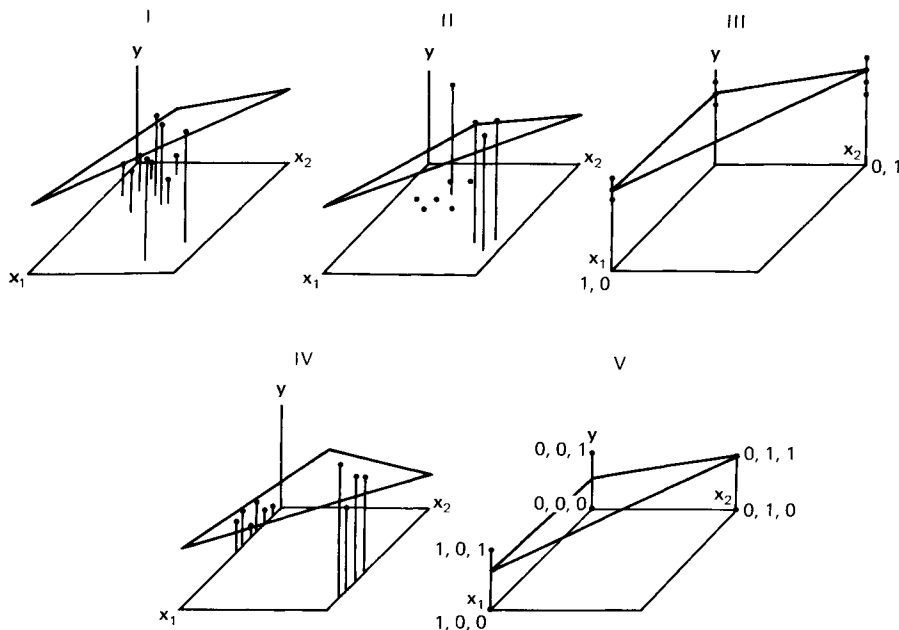 I II III
y y y
x₂ x₂ x₂
0, 1
x₁ x₁ x₁
1, 0
IV V
y y
0, 0, 1 0, 1, 1
x₂ 0, 0, 0 x₂
0, 1, 0
1, 0, 1
x₁ x₁
1, 0, 0